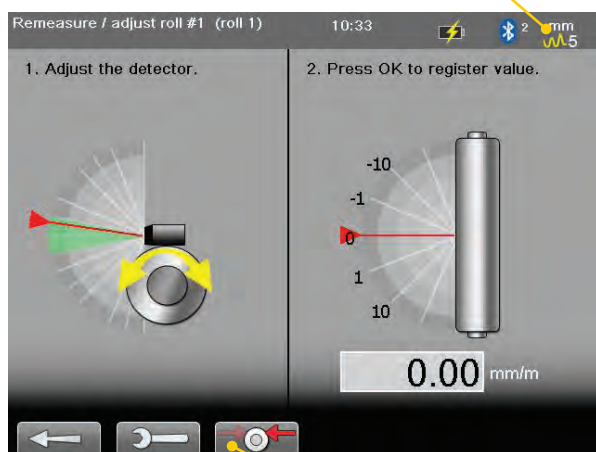 Remeasure / adjust roll #1 (roll 1) 10:33 2 mm
5
1. Adjust the detector.
2. Press OK to register value.
-10
-1
0
1
10
0.00 mm/m